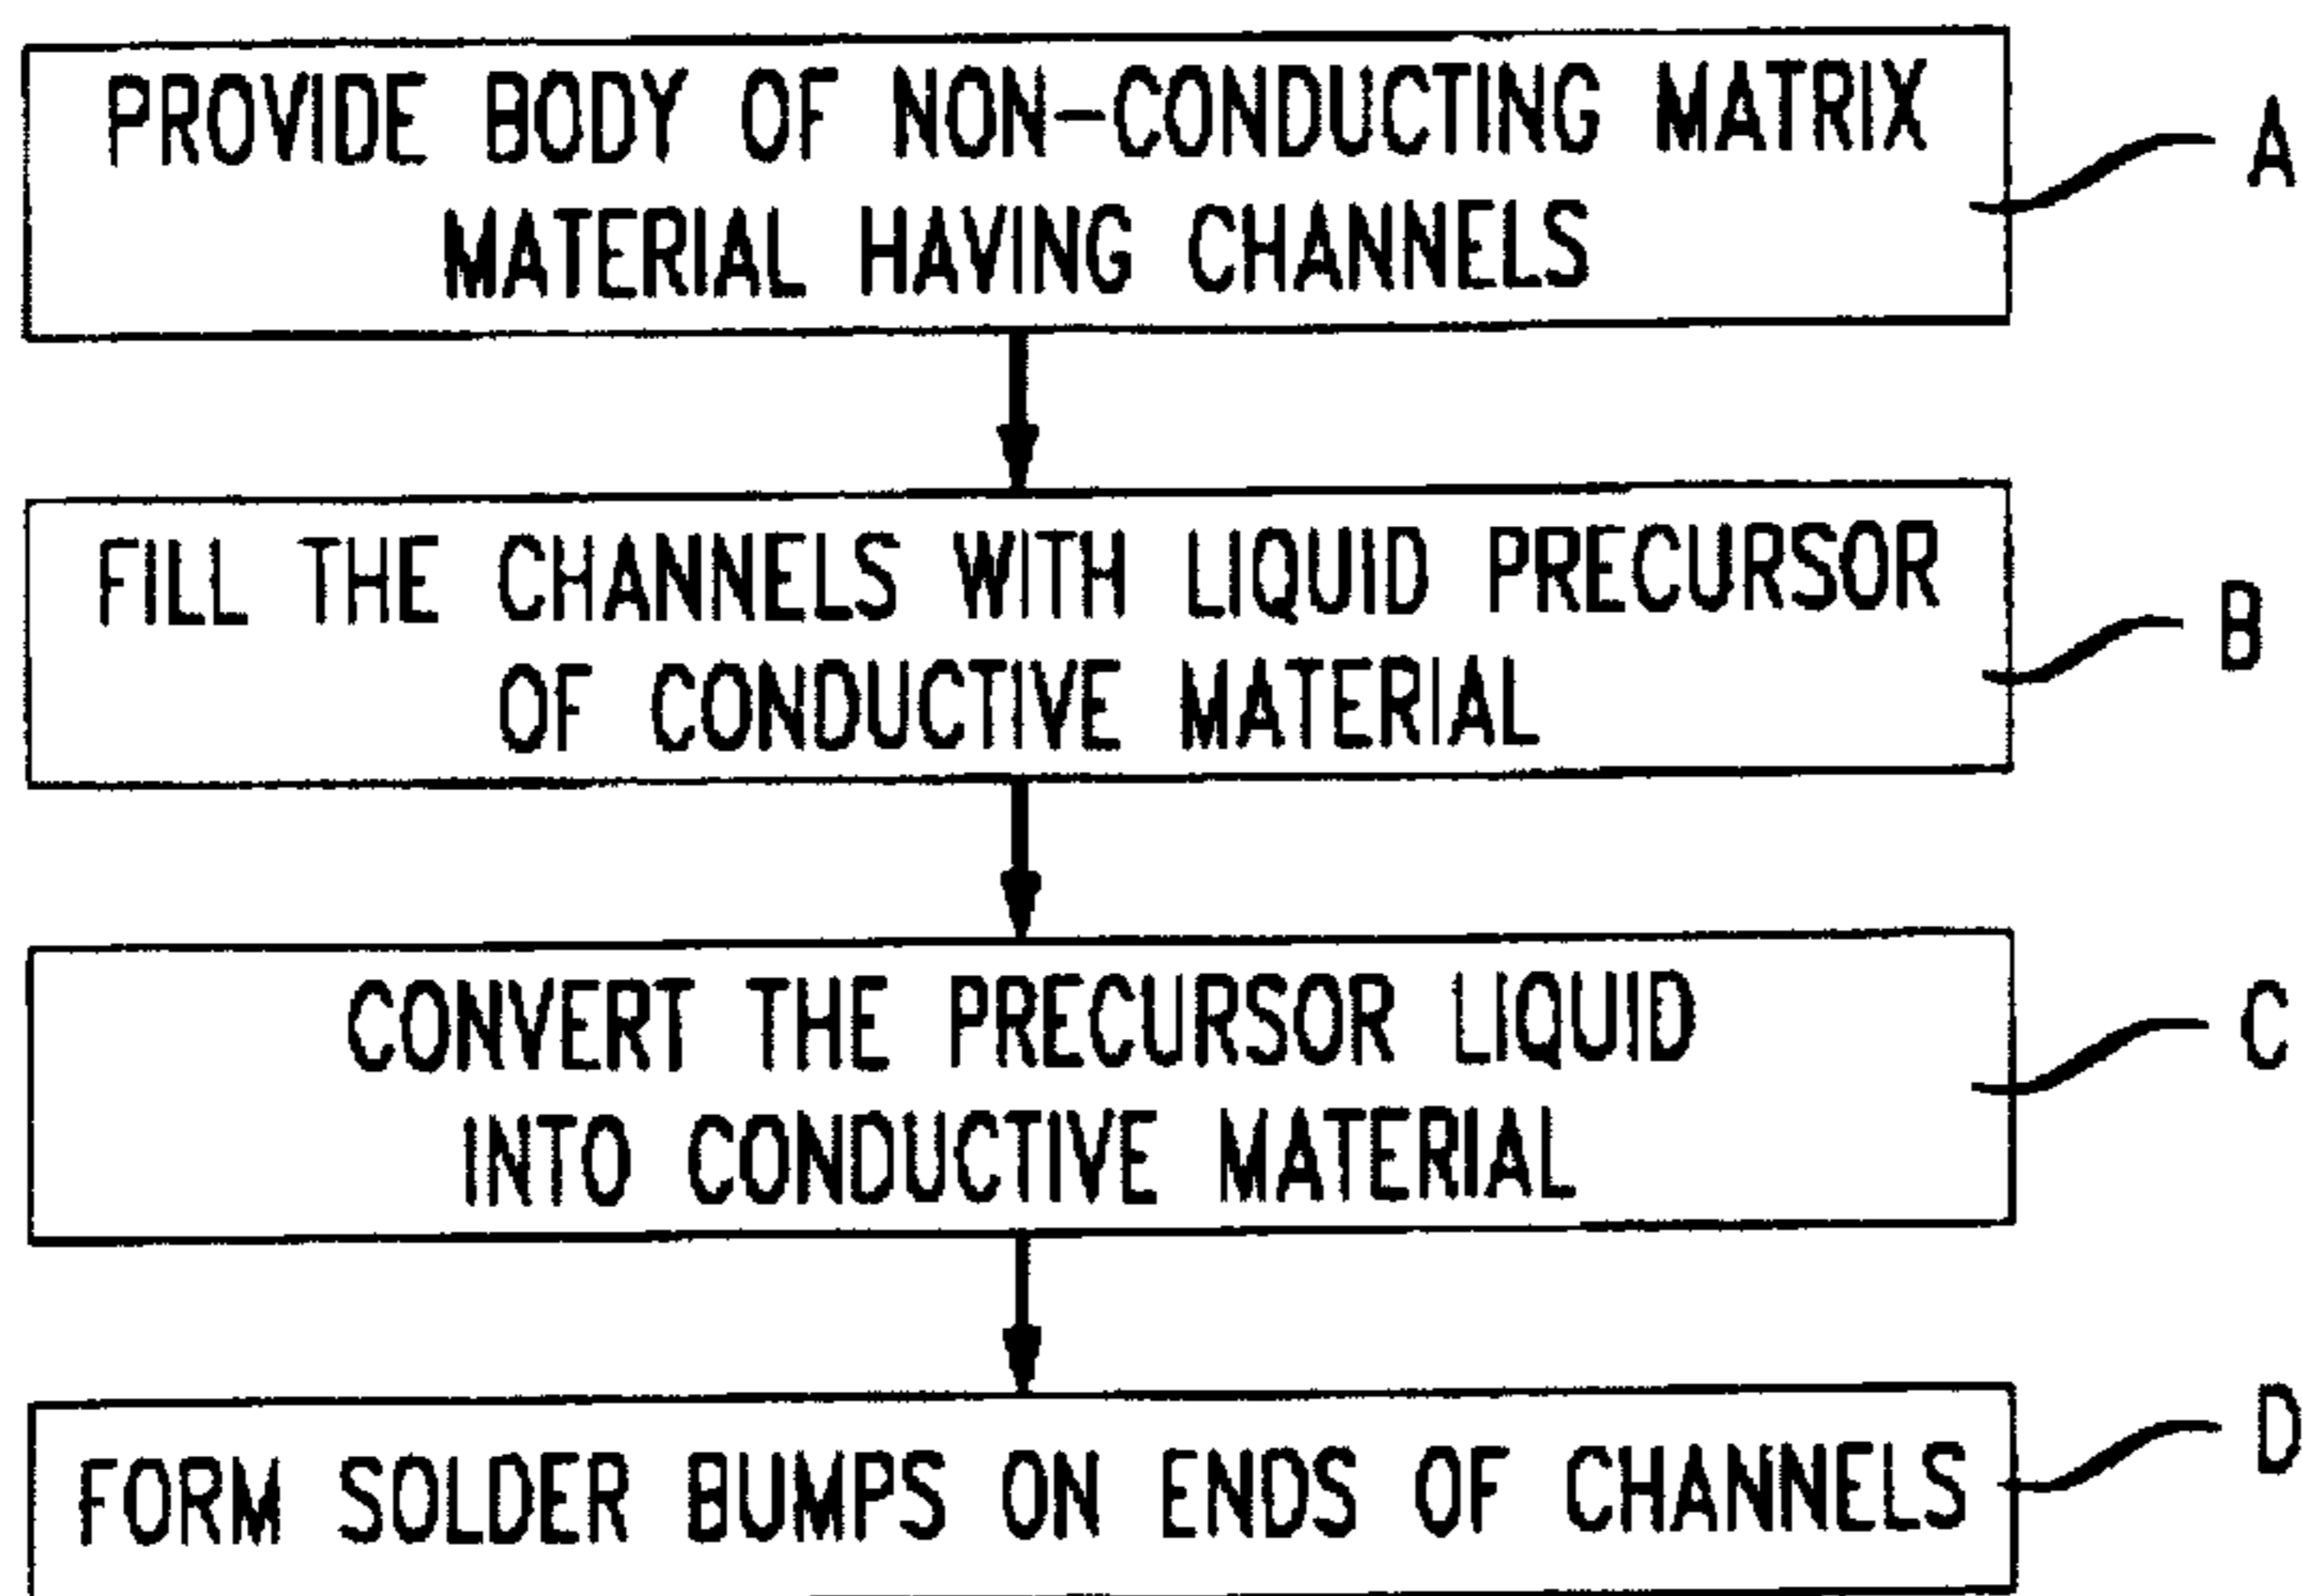 PROVIDE BODY OF NON-CONDUCTING MATRIX
MATERIAL HAVING CHANNELS
A
FILL THE CHANNELS WITH LIQUID PRECURSOR
OF CONDUCTIVE MATERIAL
B
CONVERT THE PRECURSOR LIQUID
INTO CONDUCTIVE MATERIAL
C
FORM SOLDER BUMPS ON ENDS OF CHANNELS
D